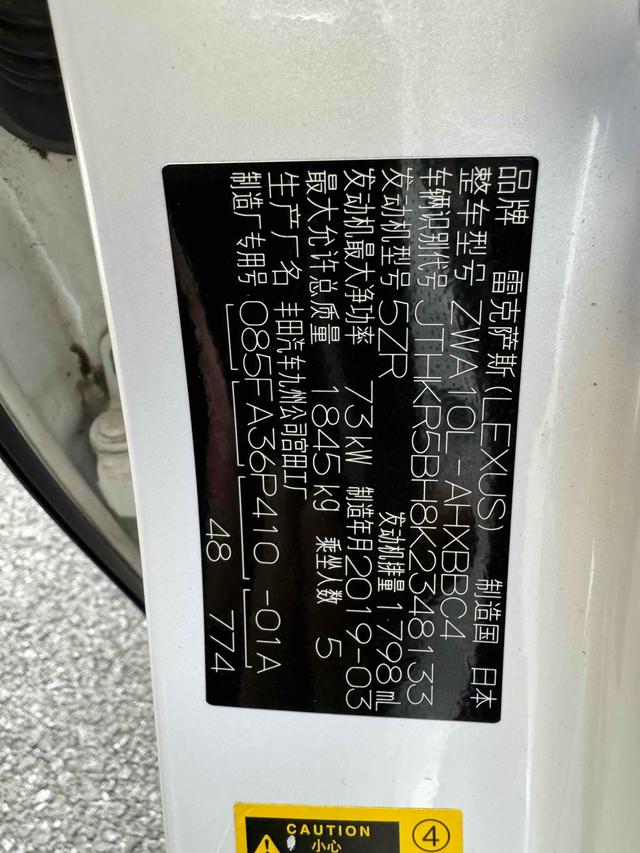 品牌 雷克萨斯(LEXUS) 制造国 日本
整车型号 ZWA10L-AHXBBC4
车辆识别代号 JTHKR5BH8K2348133
发动机型号 5ZR 发动机排量 1798mL
发动机最大净功率 73kW 制造年月 2019-03
最大允许总质量 1845kg 乘坐人数 5
生产厂名 丰田汽车九州公司宫田工厂
制造厂专用号 085F A36P410 -01A
48 774
CAUTION ④
小心